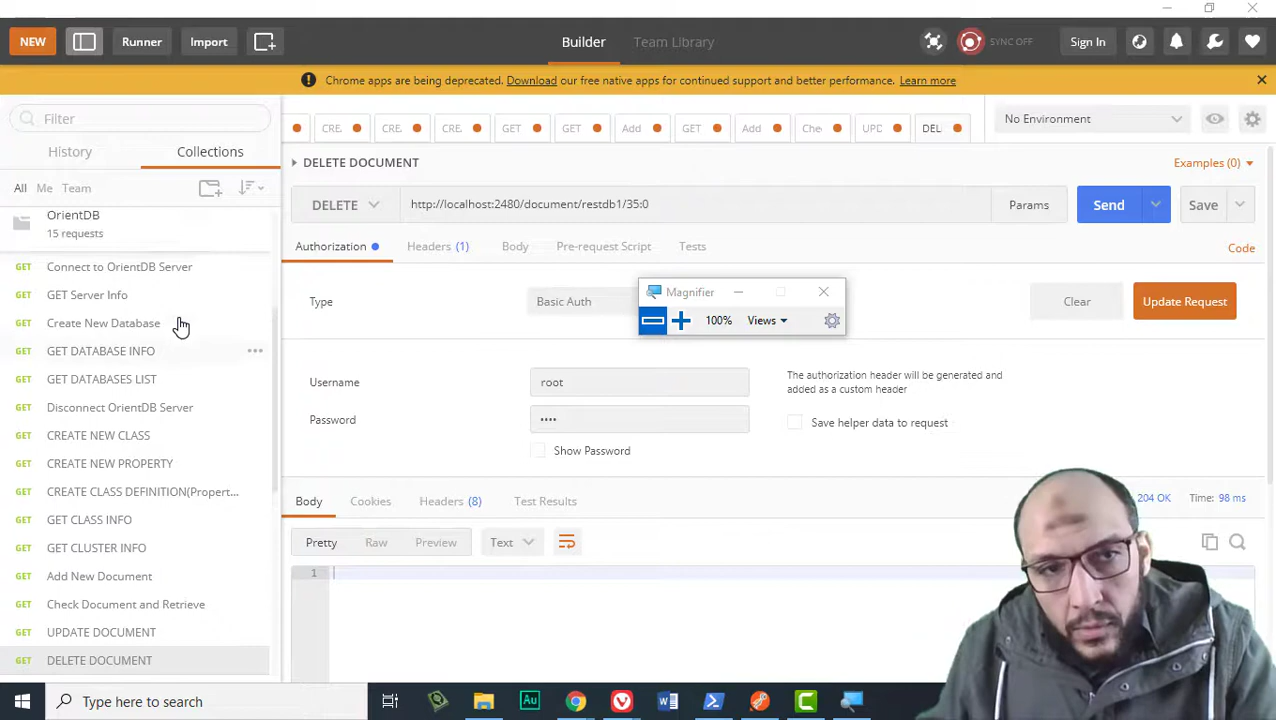 NEW
Runner
Import
Builder
Team Library
SYNC OFF
Sign In
Chrome apps are being deprecated. Download our free native apps for continued support and better performance. Learn more
Filter
History
Collections
All Me Team
OrientDB
15 requests
GET Connect to OrientDB Server
GET GET Server Info
GET Create New Database
GET GET DATABASE INFO
GET GET DATABASES LIST
GET Disconnect OrientDB Server
GET CREATE NEW CLASS
GET CREATE NEW PROPERTY
GET CREATE CLASS DEFINITION(Propert...
GET GET CLASS INFO
GET GET CLUSTER INFO
GET Add New Document
GET Check Document and Retrieve
GET UPDATE DOCUMENT
GET DELETE DOCUMENT
CRE CRE CRE GET GET Add GET Add Che UPD DEL
No Environment
DELETE DOCUMENT
Examples (0)
DELETE
http://localhost:2480/document/restdb1/35:0
Params
Send
Save
Authorization
Headers (1)
Body
Pre-request Script
Tests
Code
Type
Basic Auth
Magnifier
100%
Views
Clear
Update Request
Username
root
Password
••••
Show Password
The authorization header will be generated and
added as a custom header
Save helper data to request
Body
Cookies
Headers (8)
Test Results
204 OK
Time: 98 ms
Pretty
Raw
Preview
Text
1
Type here to search
Au